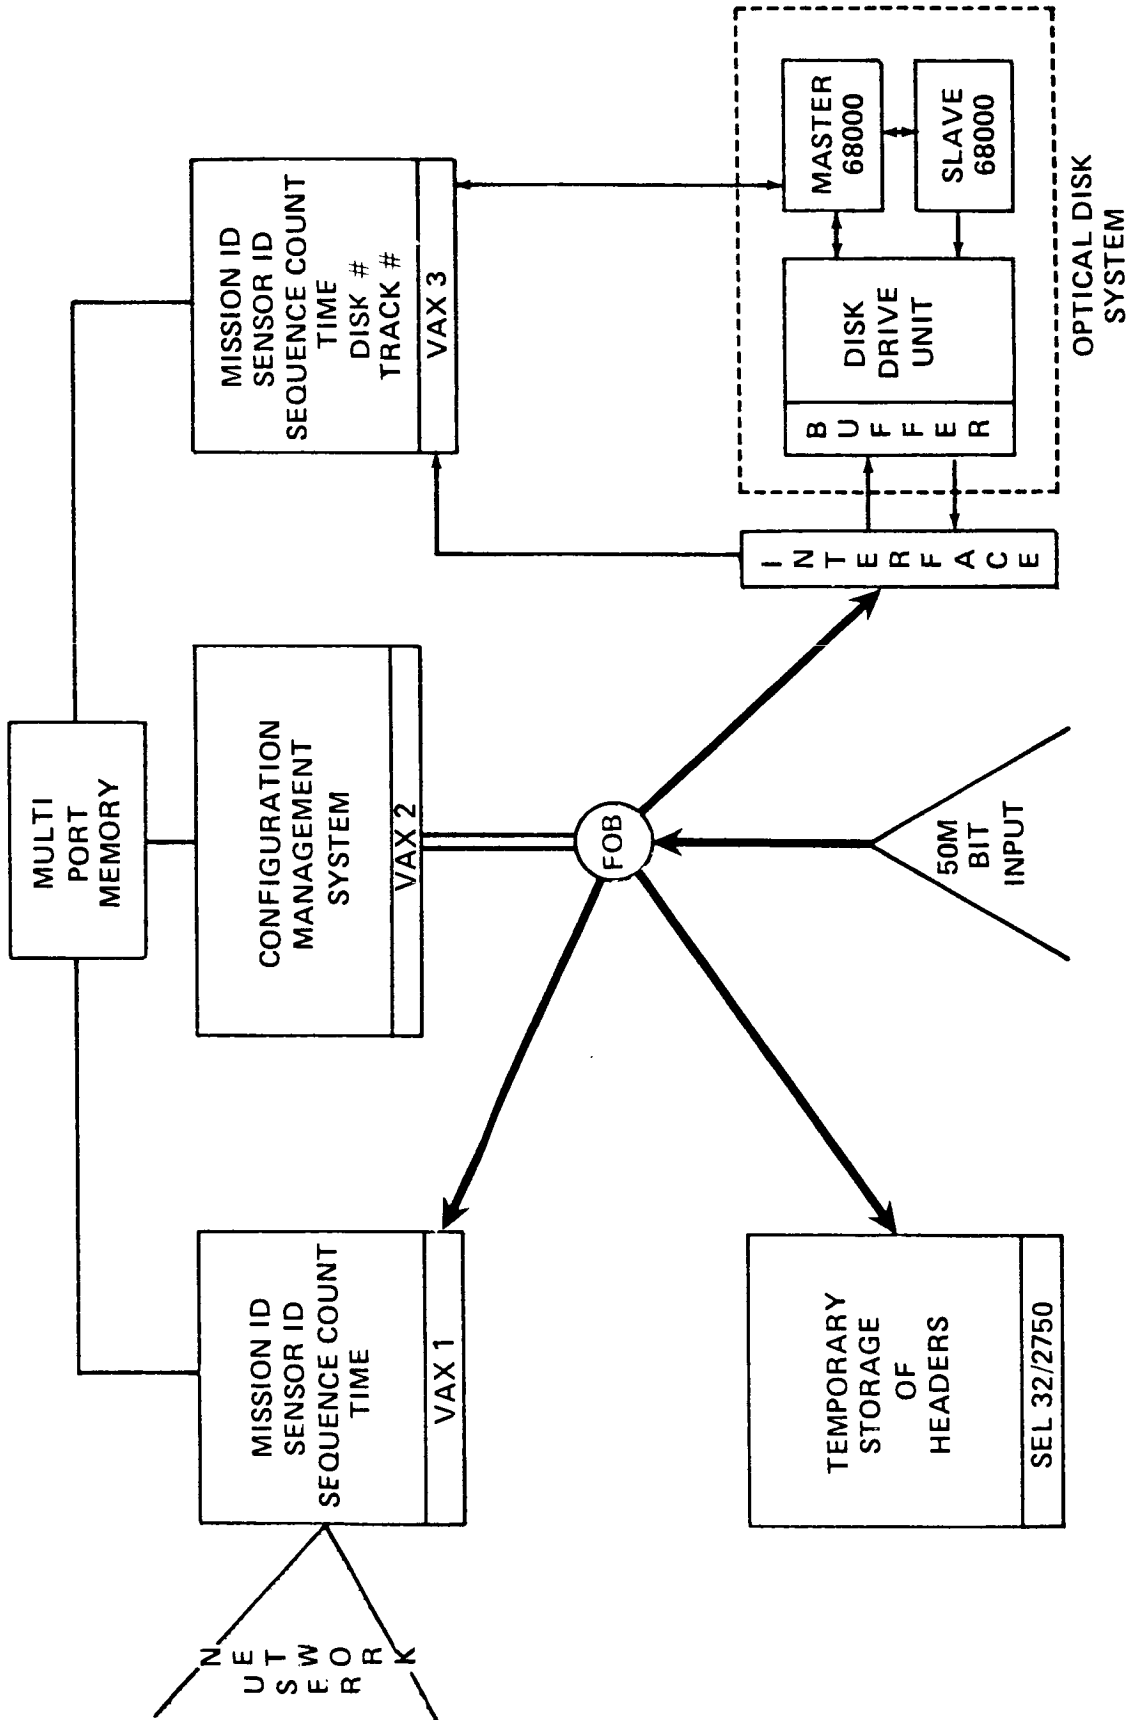 MULTI
PORT
MEMORY
USER
NETWORK
MISSION ID
SENSOR ID
SEQUENCE COUNT
TIME
VAX 1
CONFIGURATION
MANAGEMENT
SYSTEM
VAX 2
MISSION ID
SENSOR ID
SEQUENCE COUNT
TIME
DISK #
TRACK #
VAX 3
FOB
TEMPORARY
STORAGE
OF
HEADERS
SEL 32/2750
50M
BIT
INPUT
INTERFACE
BUFFER
DISK
DRIVE
UNIT
MASTER
68000
SLAVE
68000
OPTICAL DISK
SYSTEM